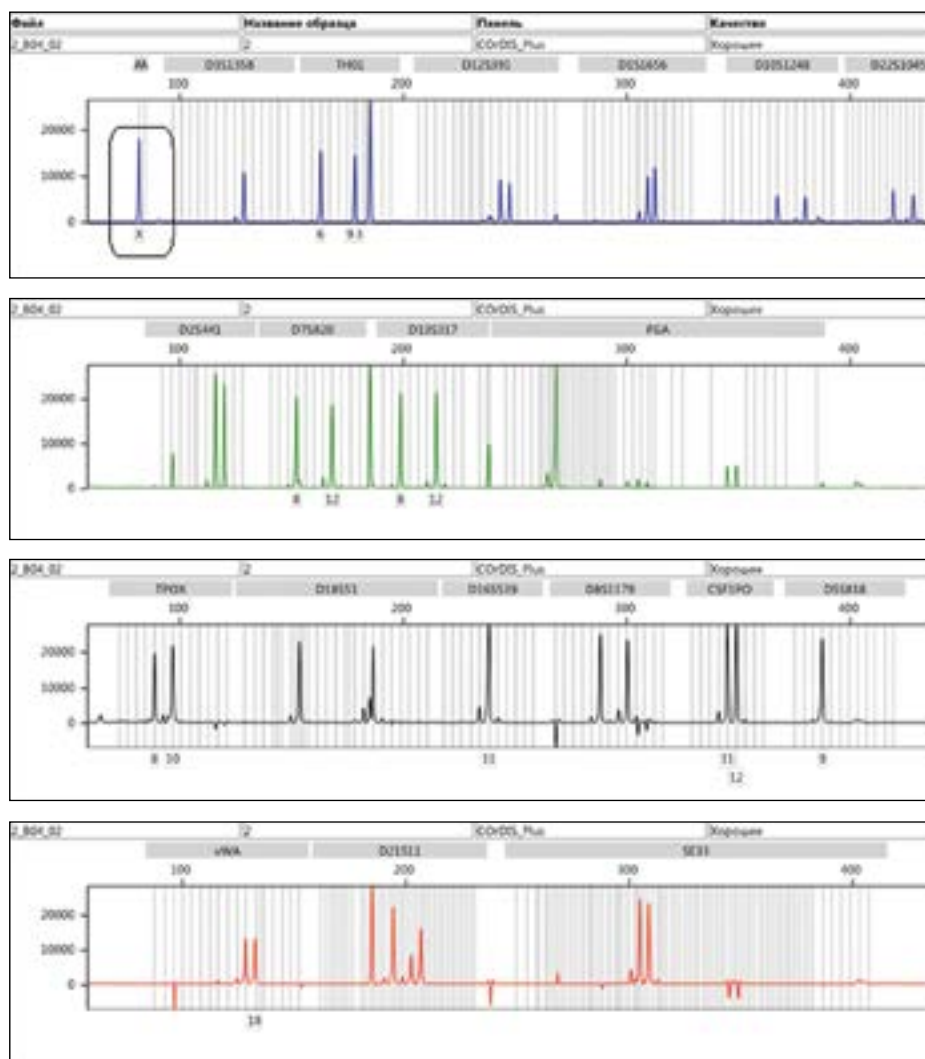 Файл Название образца Панель Качество
2_B04_02 2 COrDIS_Plus Хорошее
AA D3S1358 TH01 D12S391 D1S1656 D10S1248 D22S1045
100 200 300 400
20000
10000
0
X 6 9.3
2_B04_02 2 COrDIS_Plus Хорошее
D2S441 D7S820 D13S317 FGA
100 200 300 400
20000
10000
0
8 12 8 12
2_B04_02 2 COrDIS_Plus Хорошее
TPOX D18S51 D16S539 D8S1179 CSF1PO D5S818
100 200 300 400
20000
10000
0
8 10 11 11 9
12
2_B04_02 2 COrDIS_Plus Хорошее
vWA D21S11 SE33
100 200 300 400
20000
10000
0